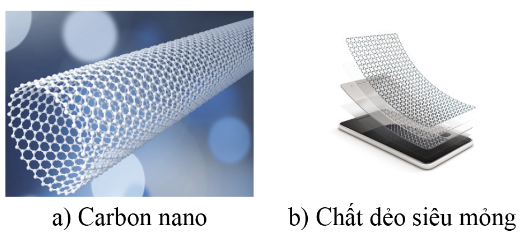 a) Carbon nano
b) Chất dẻo siêu mỏng